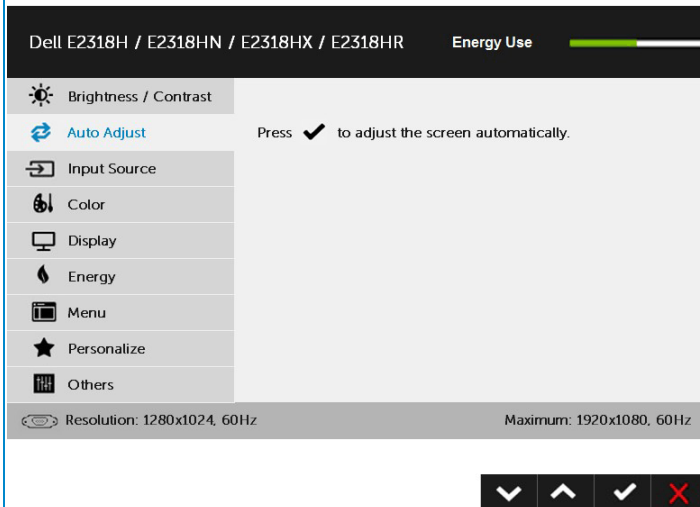 Dell E2318H / E2318HN / E2318HX / E2318HR Energy Use
Brightness / Contrast
Auto Adjust
Press ✔ to adjust the screen automatically.
Input Source
Color
Display
Energy
Menu
Personalize
Others
Resolution: 1280x1024, 60Hz Maximum: 1920x1080, 60Hz